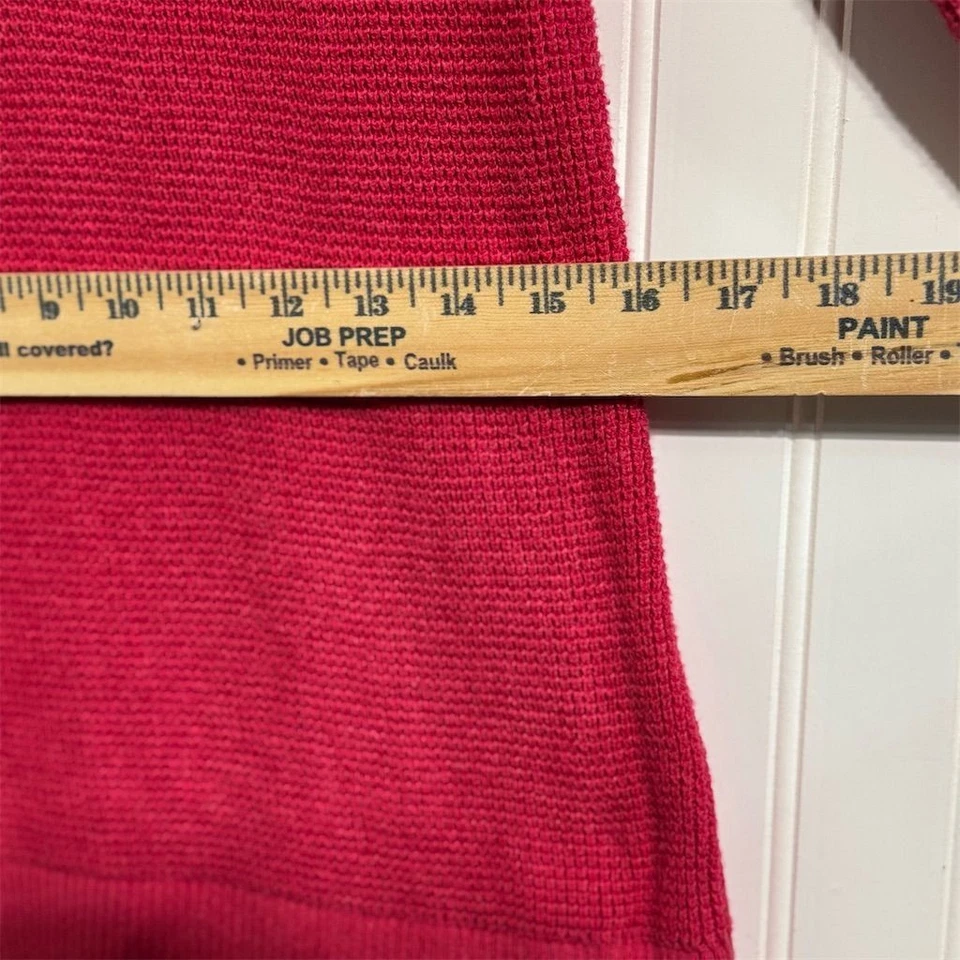 9 10 11 12 13 14 15 16 17 18 19
JOB PREP PAINT
ll covered? • Primer • Tape • Caulk • Brush • Roller •